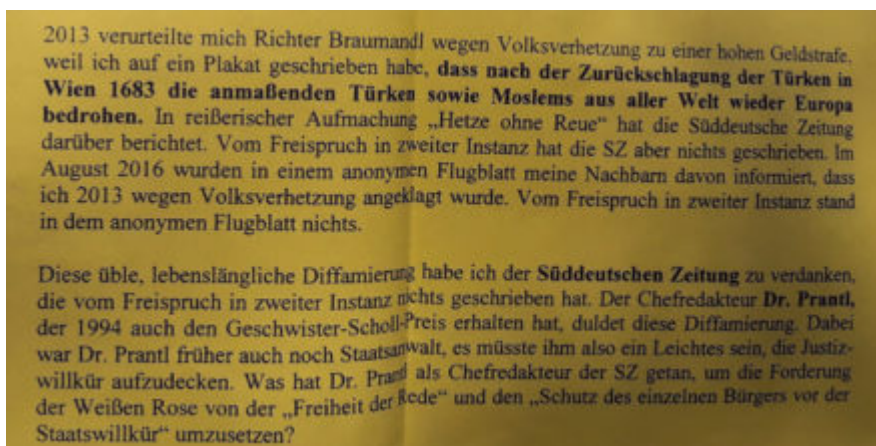 2013 verurteilte mich Richter Braumandl wegen Volksverhetzung zu einer hohen Geldstrafe,
weil ich auf ein Plakat geschrieben habe, dass nach der Zurückschlagung der Türken in
Wien 1683 die anmaßenden Türken sowie Moslems aus aller Welt wieder Europa
bedrohen. In reißerischer Aufmachung „Hetze ohne Reue“ hat die Süddeutsche Zeitung
darüber berichtet. Vom Freispruch in zweiter Instanz hat die SZ aber nichts geschrieben. Im
August 2016 wurden in einem anonymen Flugblatt meine Nachbarn davon informiert, dass
ich 2013 wegen Volksverhetzung angeklagt wurde. Vom Freispruch in zweiter Instanz stand
in dem anonymen Flugblatt nichts.
Diese üble, lebenslängliche Diffamierung habe ich der Süddeutschen Zeitung zu verdanken,
die vom Freispruch in zweiter Instanz nichts geschrieben hat. Der Chefredakteur Dr. Prantl,
der 1994 auch den Geschwister-Scholl-Preis erhalten hat, duldet diese Diffamierung. Dabei
war Dr. Prantl früher auch noch Staatsanwalt, es müsste ihm also ein Leichtes sein, die Justiz-
willkür aufzudecken. Was hat Dr. Prantl als Chefredakteur der SZ getan, um die Forderung
der Weißen Rose von der „Freiheit der Rede“ und den „Schutz des einzelnen Bürgers vor der
Staatswillkür“ umzusetzen?